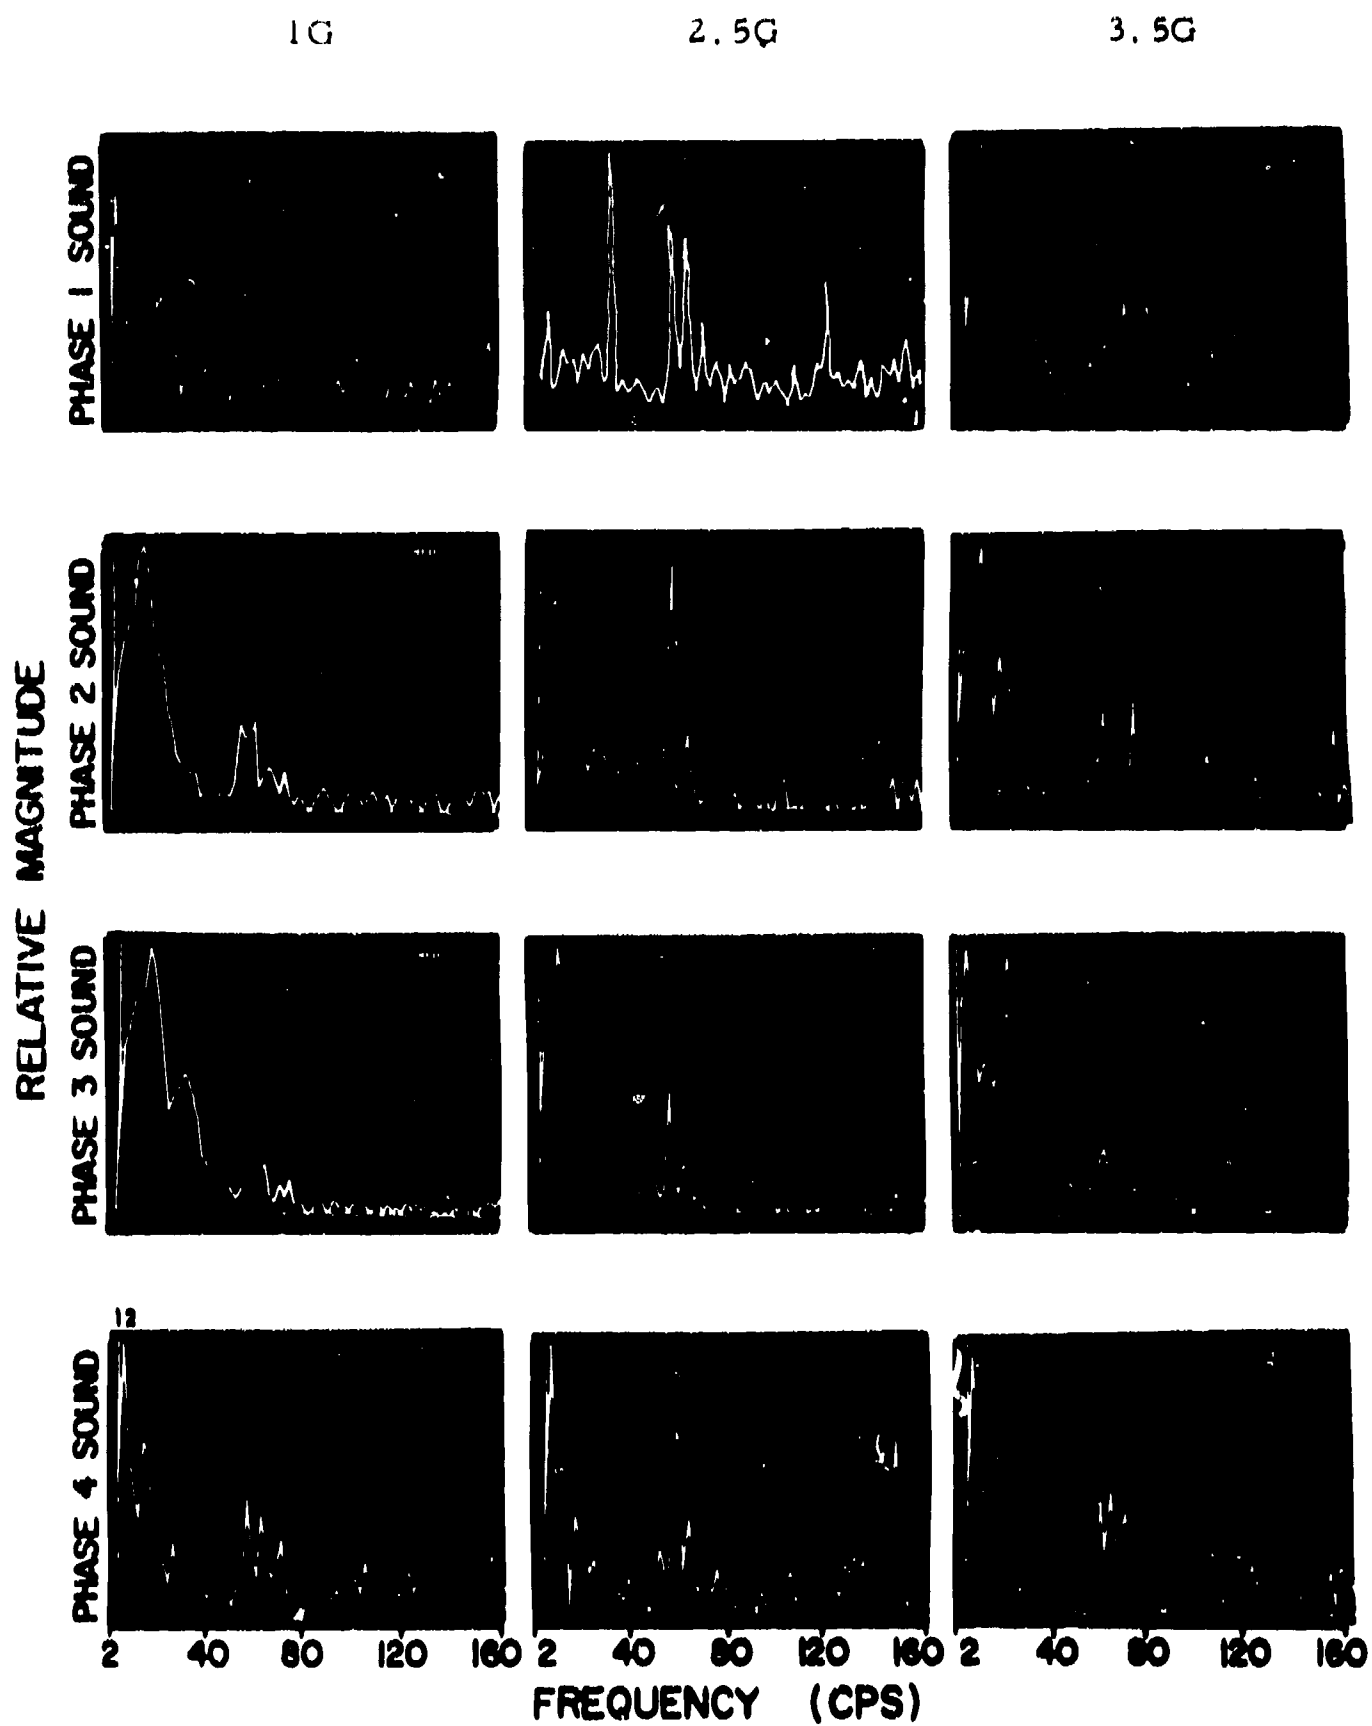 1G 2.5G 3.5G
RELATIVE MAGNITUDE
PHASE 1 SOUND
PHASE 2 SOUND
PHASE 3 SOUND
12
PHASE 4 SOUND
2 40 80 120 160 2 40 80 120 160 2 40 80 120 160
FREQUENCY (CPS)